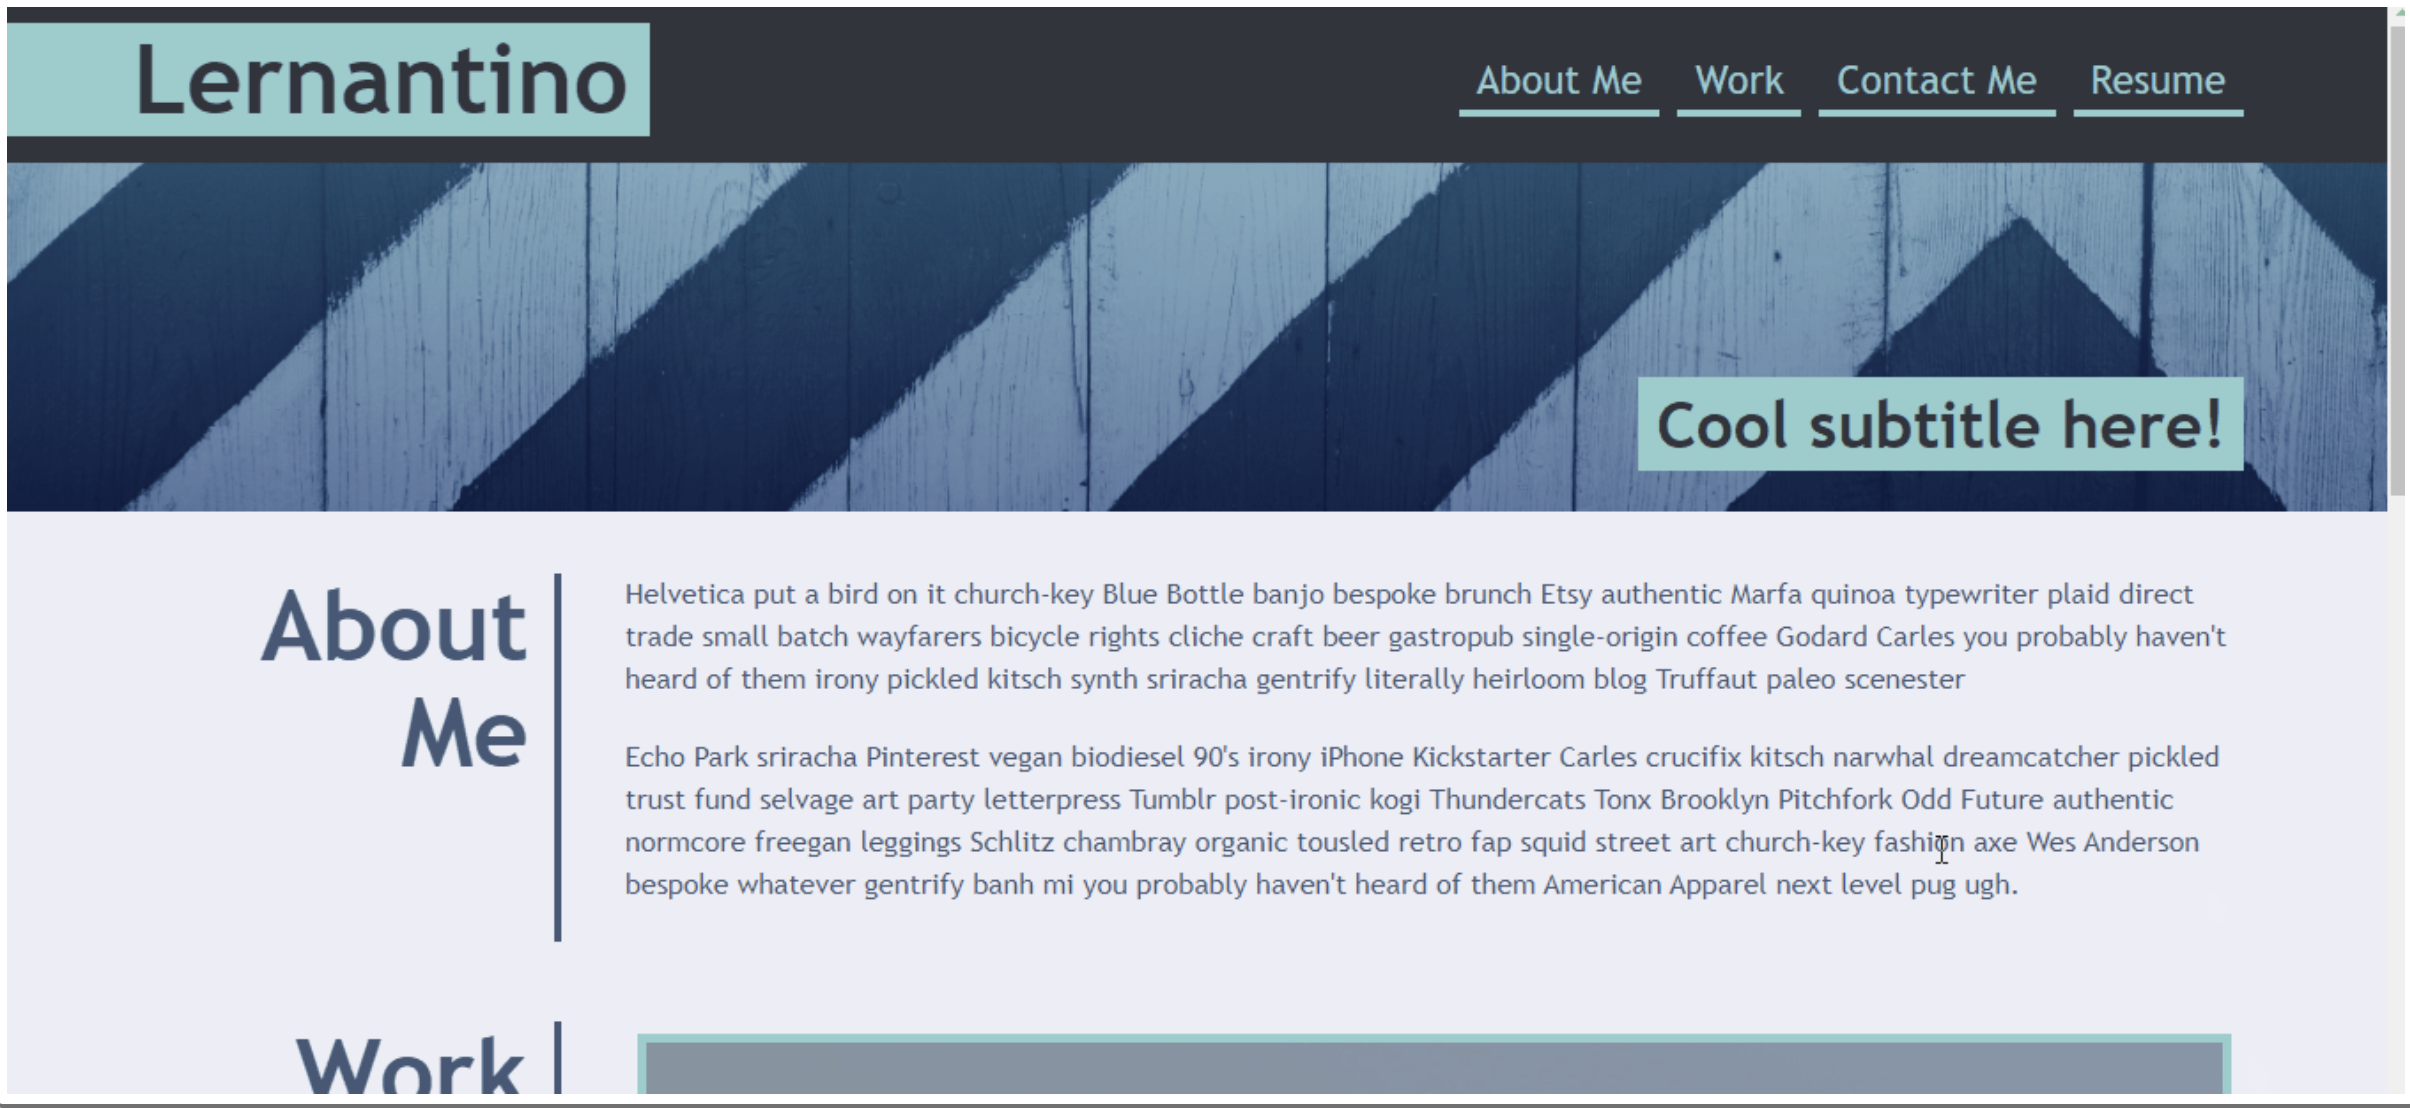 Lernantino
About Me Work Contact Me Resume
Cool subtitle here!
About
Me
Helvetica put a bird on it church-key Blue Bottle banjo bespoke brunch Etsy authentic Marfa quinoa typewriter plaid direct
trade small batch wayfarers bicycle rights cliche craft beer gastropub single-origin coffee Godard Carles you probably haven't
heard of them irony pickled kitsch synth sriracha gentrify literally heirloom blog Truffaut paleo scenester
Echo Park sriracha Pinterest vegan biodiesel 90's irony iPhone Kickstarter Carles crucifix kitsch narwhal dreamcatcher pickled
trust fund selvage art party letterpress Tumblr post-ironic kogi Thundercats Tonx Brooklyn Pitchfork Odd Future authentic
normcore freegan leggings Schlitz chambray organic tousled retro fap squid street art church-key fashion axe Wes Anderson
bespoke whatever gentrify banh mi you probably haven't heard of them American Apparel next level pug ugh.
Work